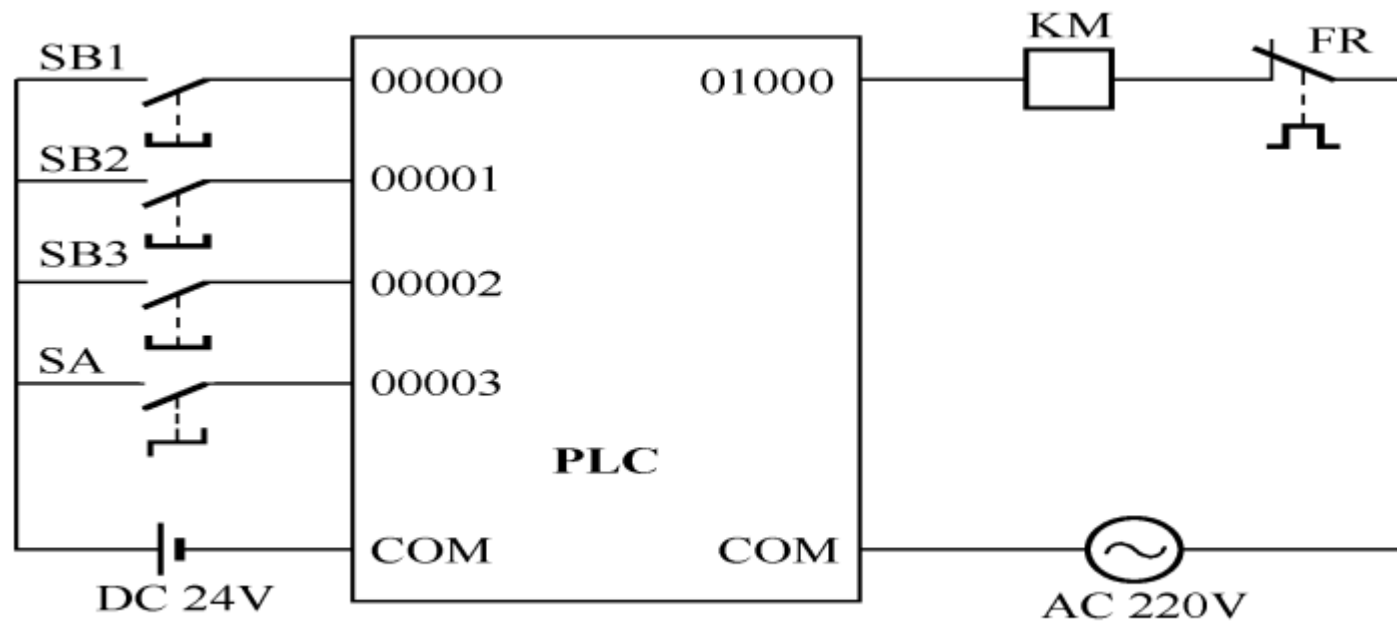 SB1
00000
01000
KM
FR
SB2
00001
SB3
00002
SA
00003
PLC
COM
COM
DC 24V
AC 220V